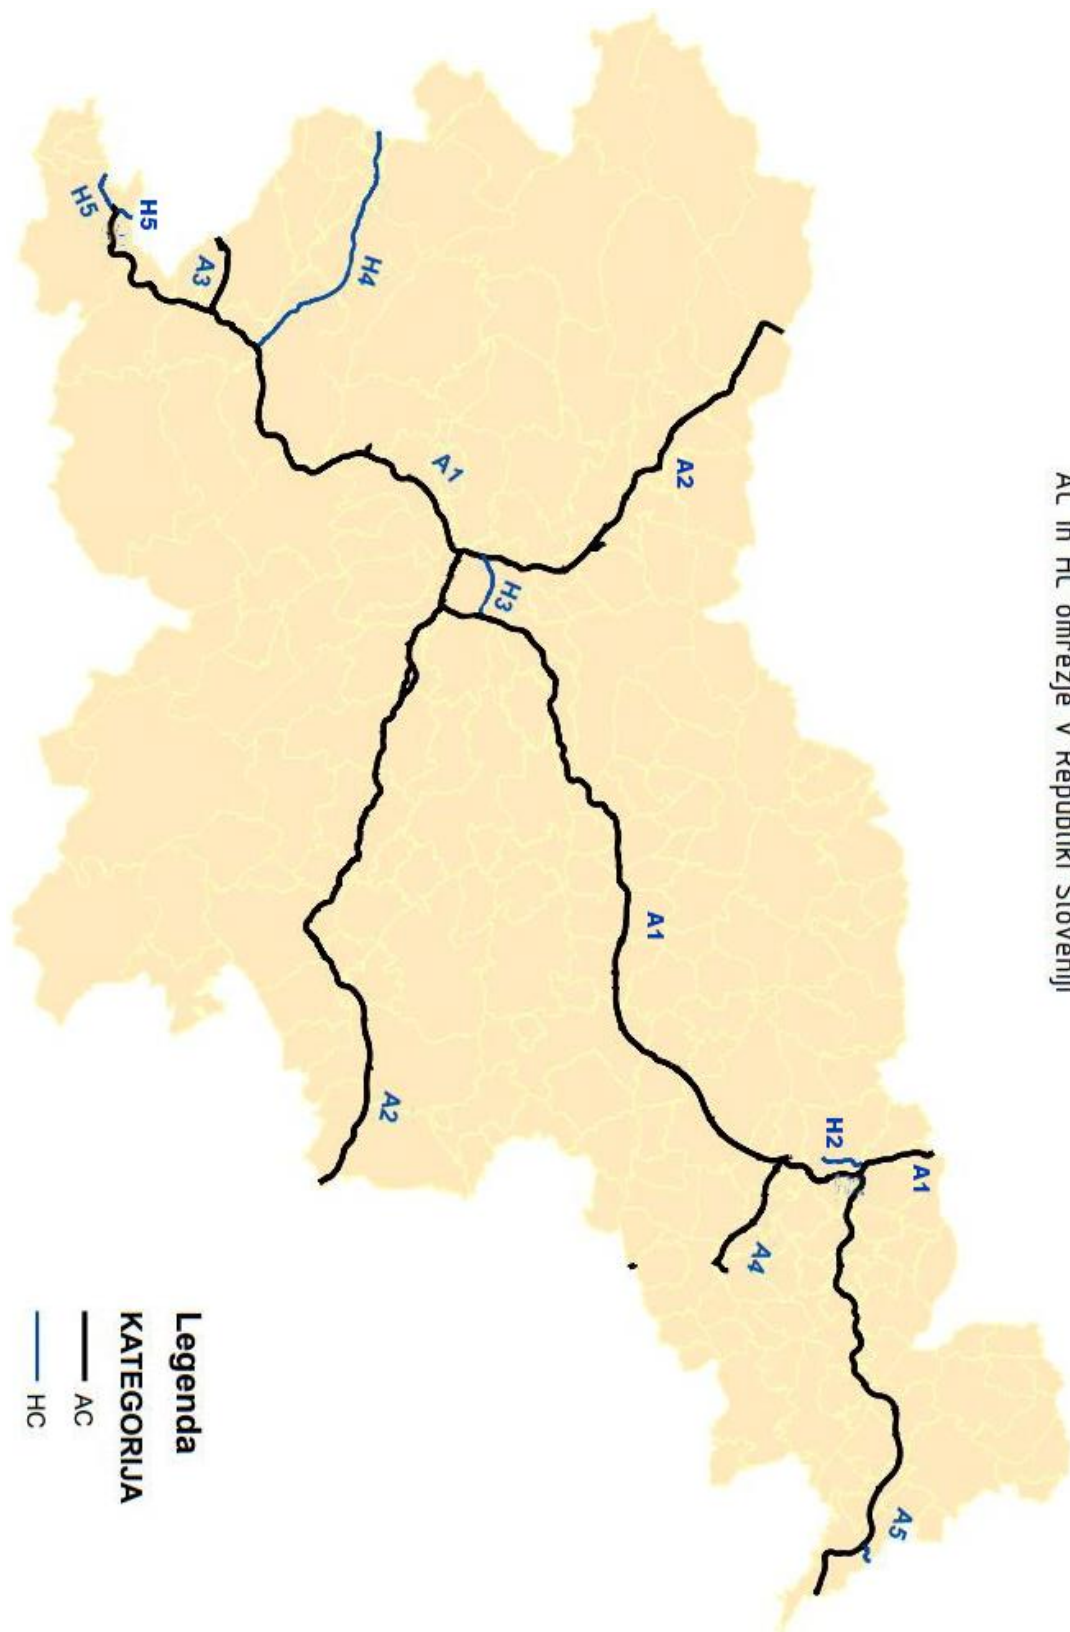 AC in HC omrežje v Republiki Sloveniji
A1
A2
A5
H2
A4
A1
A2
H3
A1
H4
A3
H5
H5
A2
Legenda
KATEGORIJA
AC
HC